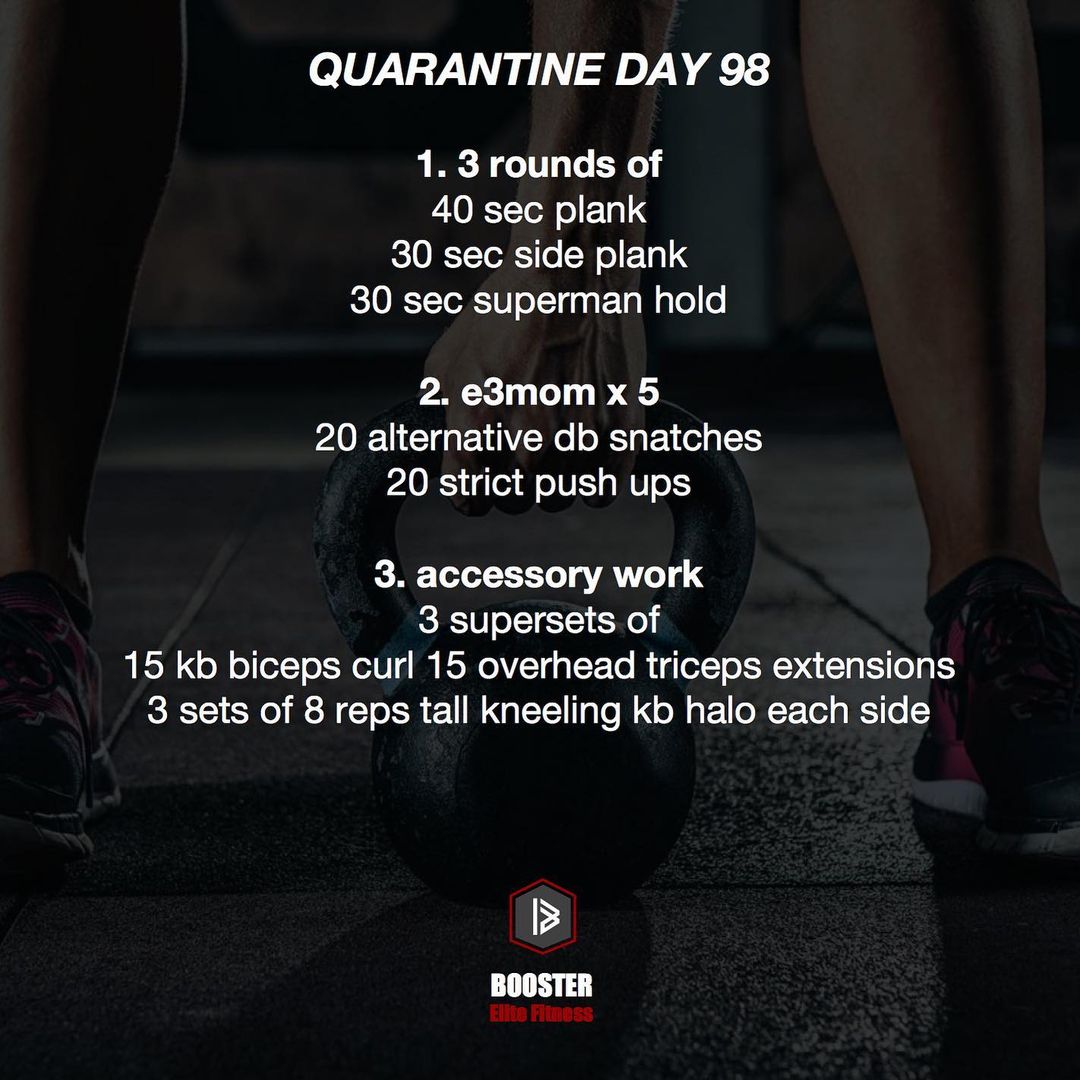 QUARANTINE DAY 98
1. 3 rounds of
40 sec plank
30 sec side plank
30 sec superman hold
2. e3mom x 5
20 alternative db snatches
20 strict push ups
3. accessory work
3 supersets of
15 kb biceps curl 15 overhead triceps extensions
3 sets of 8 reps tall kneeling kb halo each side
BOOSTER
Elite Fitness